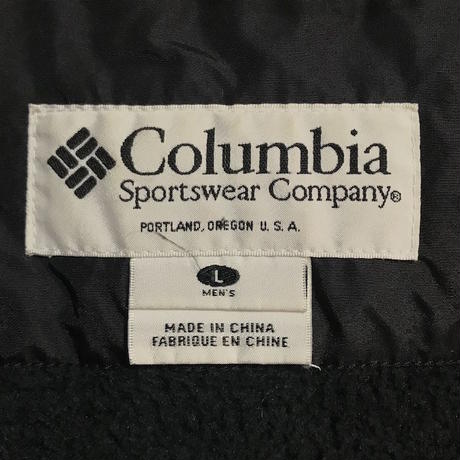 Columbia
Sportswear Company®
PORTLAND, OREGON U.S.A.
L
MEN'S
MADE IN CHINA
FABRIQUE EN CHINE